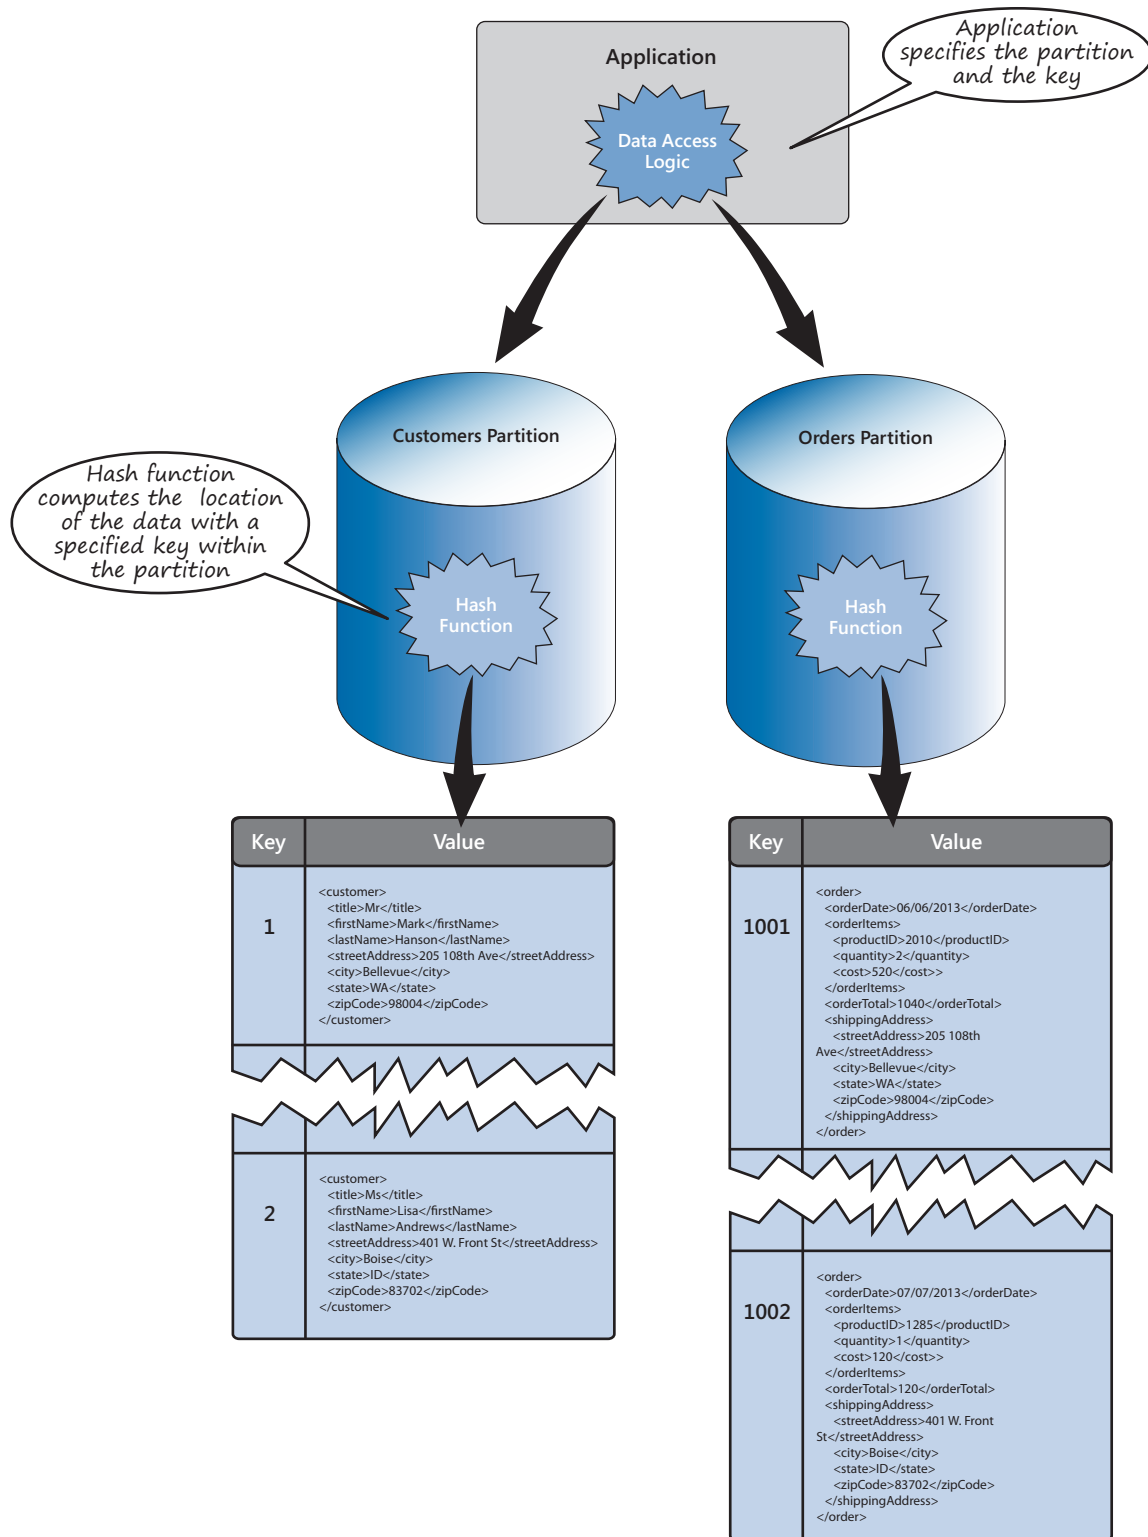 Application
specifies the partition
and the key
Application
Data Access
Logic
Customers Partition
Orders Partition
Hash function
computes the location
of the data with a
specified key within
the partition
Hash
Function
Hash
Function
Key Value
1
<customer>
<title>Mr</title>
<firstName>Mark</firstName>
<lastName>Hanson</lastName>
<streetAddress>205 108th Ave</streetAddress>
<city>Bellevue</city>
<state>WA</state>
<zipCode>98004</zipCode>
</customer>
2
<customer>
<title>Ms</title>
<firstName>Lisa</firstName>
<lastName>Andrews</lastName>
<streetAddress>401 W. Front St</streetAddress>
<city>Boise</city>
<state>ID</state>
<zipCode>83702</zipCode>
</customer>
Key Value
1001
<order>
<orderDate>06/06/2013</orderDate>
<orderItems>
<productID>2010</productID>
<quantity>2</quantity>
<cost>520</cost>>
</orderItems>
<orderTotal>1040</orderTotal>
<shippingAddress>
<streetAddress>205 108th
Ave</streetAddress>
<city>Bellevue</city>
<state>WA</state>
<zipCode>98004</zipCode>
</shippingAddress>
</order>
1002
<order>
<orderDate>07/07/2013</orderDate>
<orderItems>
<productID>1285</productID>
<quantity>1</quantity>
<cost>120</cost>>
</orderItems>
<orderTotal>120</orderTotal>
<shippingAddress>
<streetAddress>401 W. Front
St</streetAddress>
<city>Boise</city>
<state>ID</state>
<zipCode>83702</zipCode>
</shippingAddress>
</order>